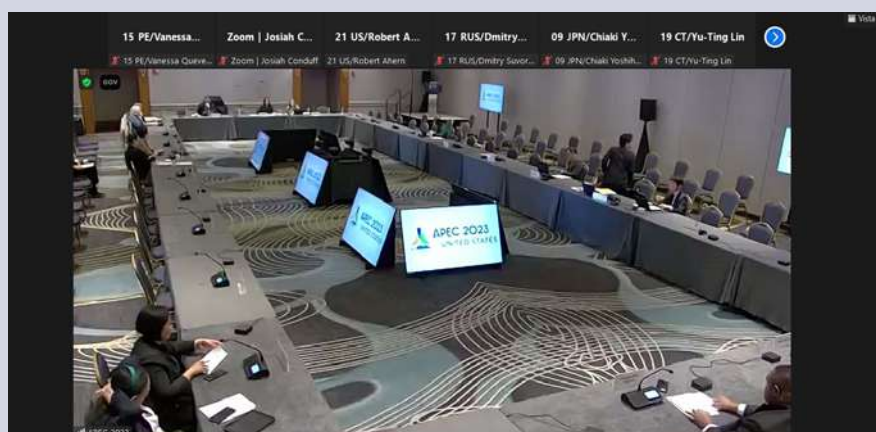 Vista
15 PE/Vanessa... Zoom | Josiah C... 21 US/Robert A... 17 RUS/Dmitry... 09 JPN/Chiaki Y... 19 CT/Yu-Ting Lin
15 PE/Vanessa Queve... Zoom | Josiah Conduff 21 US/Robert Ahern 17 RUS/Dmitry Suvor... 09 JPN/Chiaki Yoshih... 19 CT/Yu-Ting Lin
GOV
APEC 2023
UNITED STATES
APEC 2023